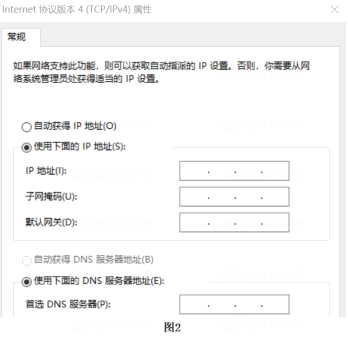 Internet 协议版本 4 (TCP/IPv4) 属性
常规
如果网络支持此功能，则可以获取自动指派的 IP 设置。否则，你需要从网
络系统管理员处获得适当的 IP 设置。
自动获得 IP 地址(O)
使用下面的 IP 地址(S):
IP 地址(I):
子网掩码(U):
默认网关(D):
自动获得 DNS 服务器地址(B)
使用下面的 DNS 服务器地址(E):
首选 DNS 服务器(P):
图2